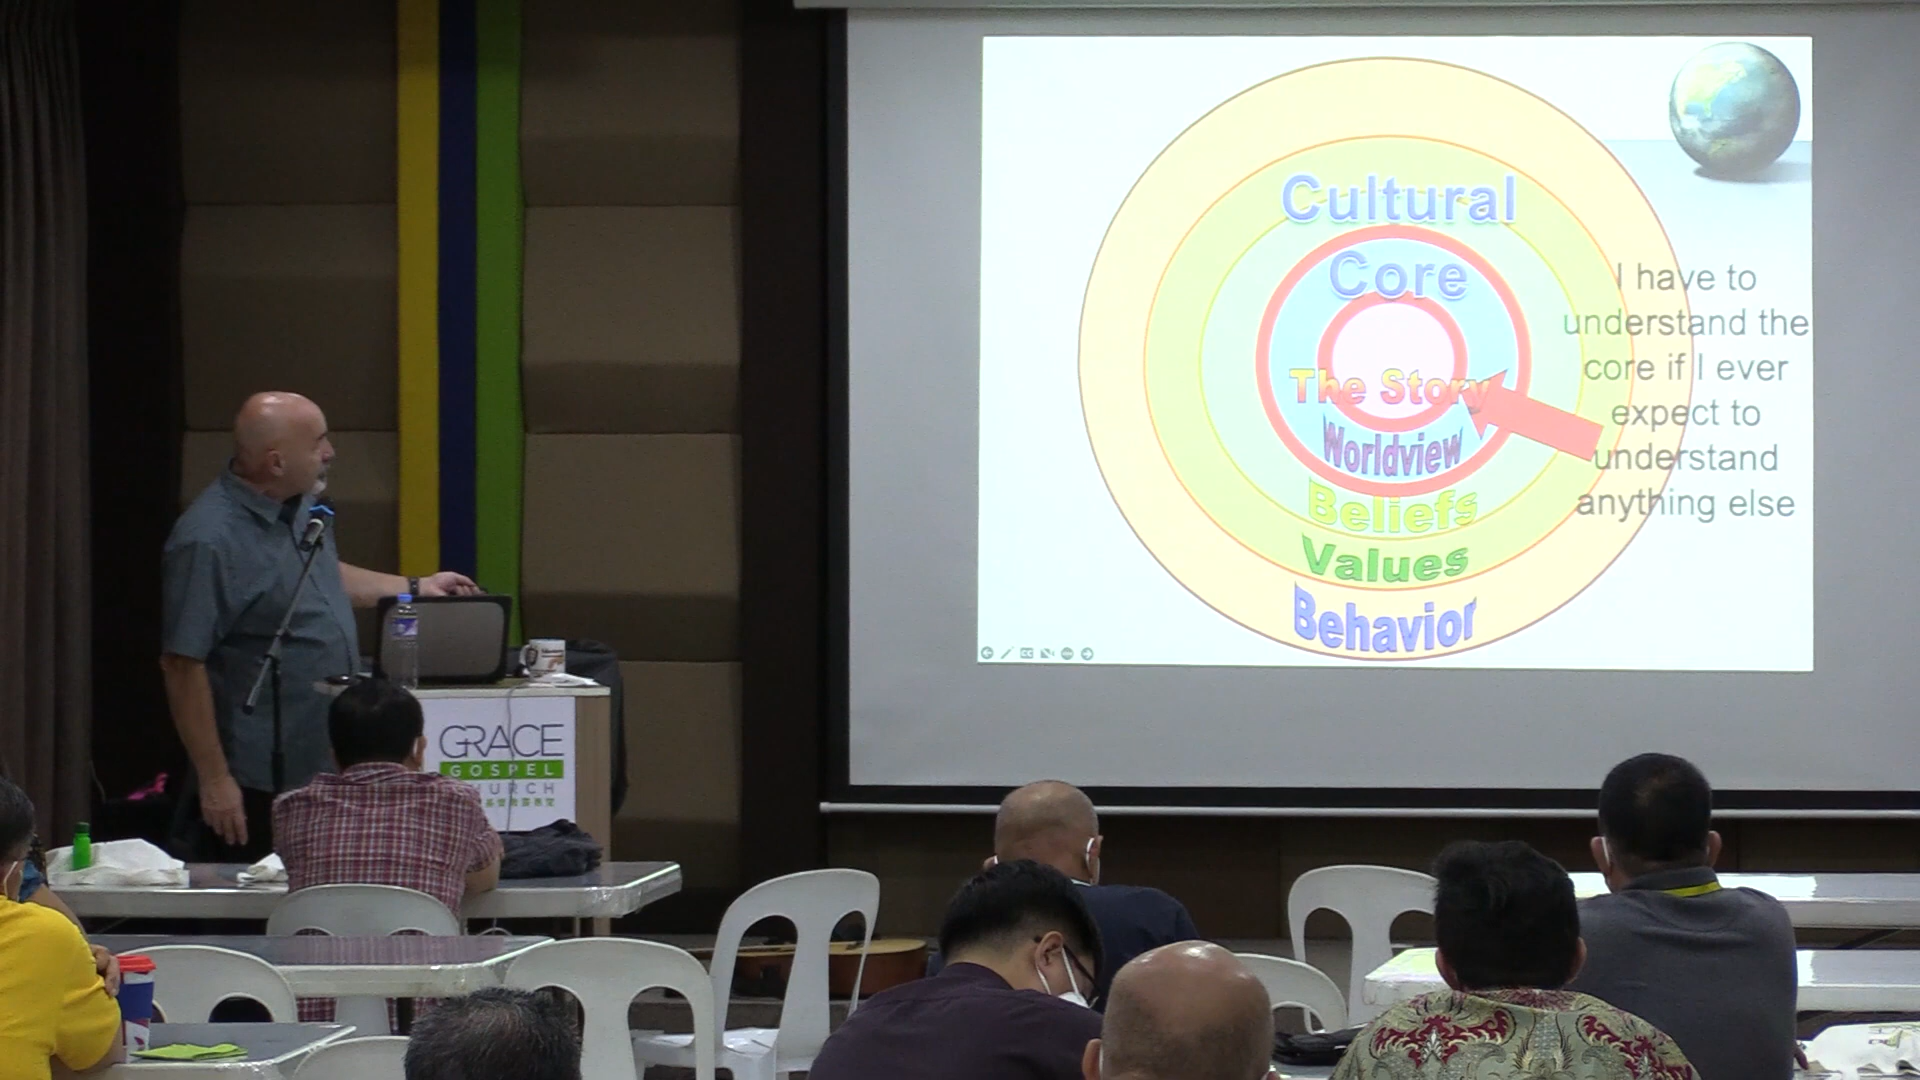 Cultural
Core
The Story
Worldview
Beliefs
Values
Behavior
I have to
understand the
core if I ever
expect to
understand
anything else
GRACE
GOSPEL
CHURCH